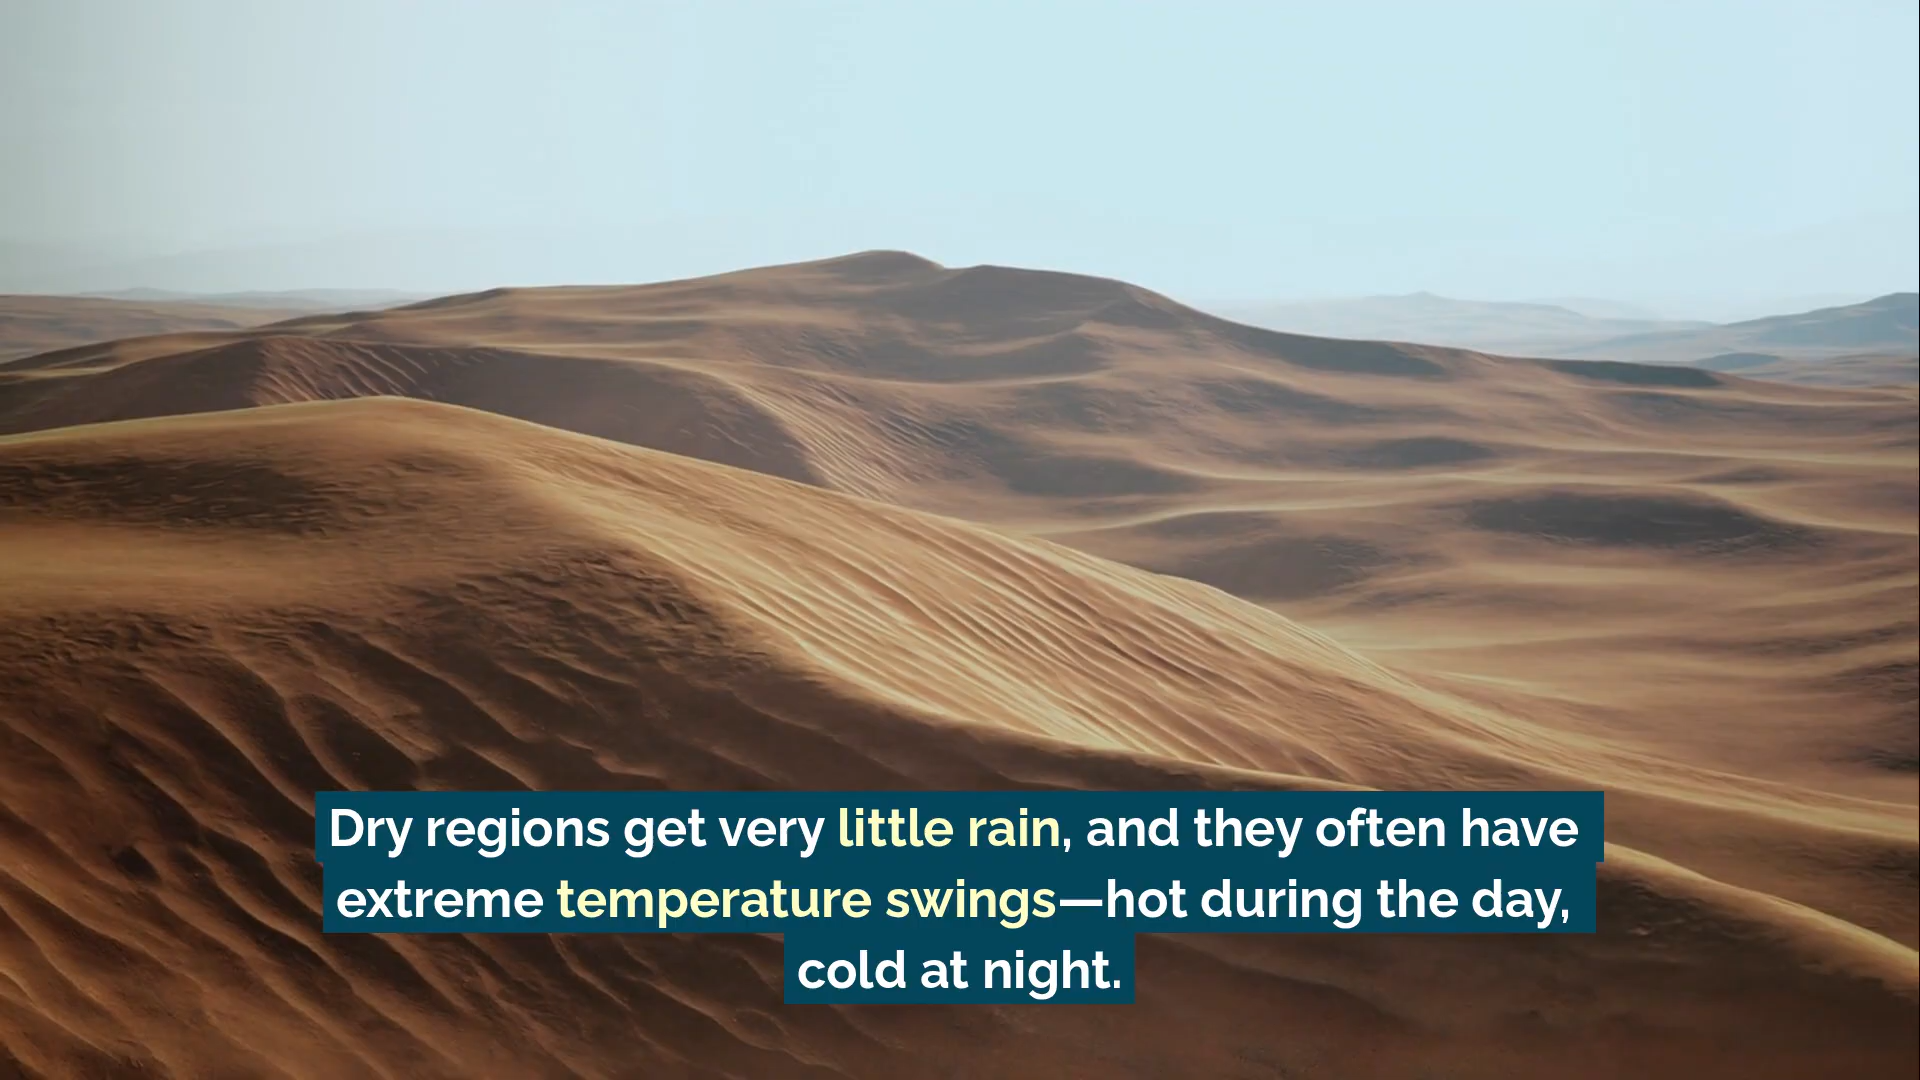 Dry regions get very little rain, and they often have
extreme temperature swings—hot during the day,
cold at night.